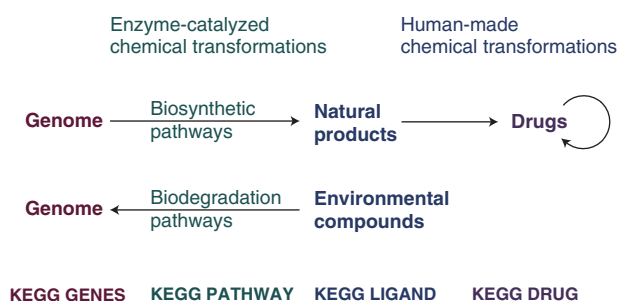 Enzyme-catalyzed
chemical transformations
Human-made
chemical transformations
Genome
Biosynthetic
pathways
Natural
products
Drugs
Genome
Biodegradation
pathways
Environmental
compounds
KEGG GENES KEGG PATHWAY KEGG LIGAND KEGG DRUG